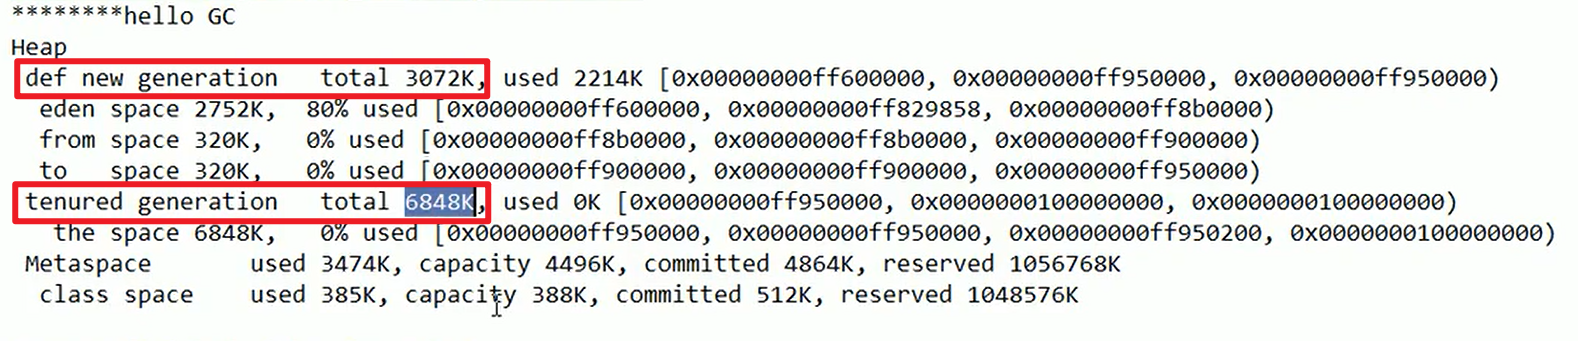 ********hello GC
Heap
def new generation   total 3072K, used 2214K [0x00000000ff600000, 0x00000000ff950000, 0x00000000ff950000)
eden space 2752K,  80% used [0x00000000ff600000, 0x00000000ff829858, 0x00000000ff8b0000)
from space 320K,   0% used [0x00000000ff8b0000, 0x00000000ff8b0000, 0x00000000ff900000)
to   space 320K,   0% used [0x00000000ff900000, 0x00000000ff900000, 0x00000000ff950000)
tenured generation   total 6848K, used 0K [0x00000000ff950000, 0x0000000100000000, 0x0000000100000000)
the space 6848K,   0% used [0x00000000ff950000, 0x00000000ff950000, 0x00000000ff950200, 0x0000000100000000)
Metaspace       used 3474K, capacity 4496K, committed 4864K, reserved 1056768K
class space    used 385K, capacity 388K, committed 512K, reserved 1048576K